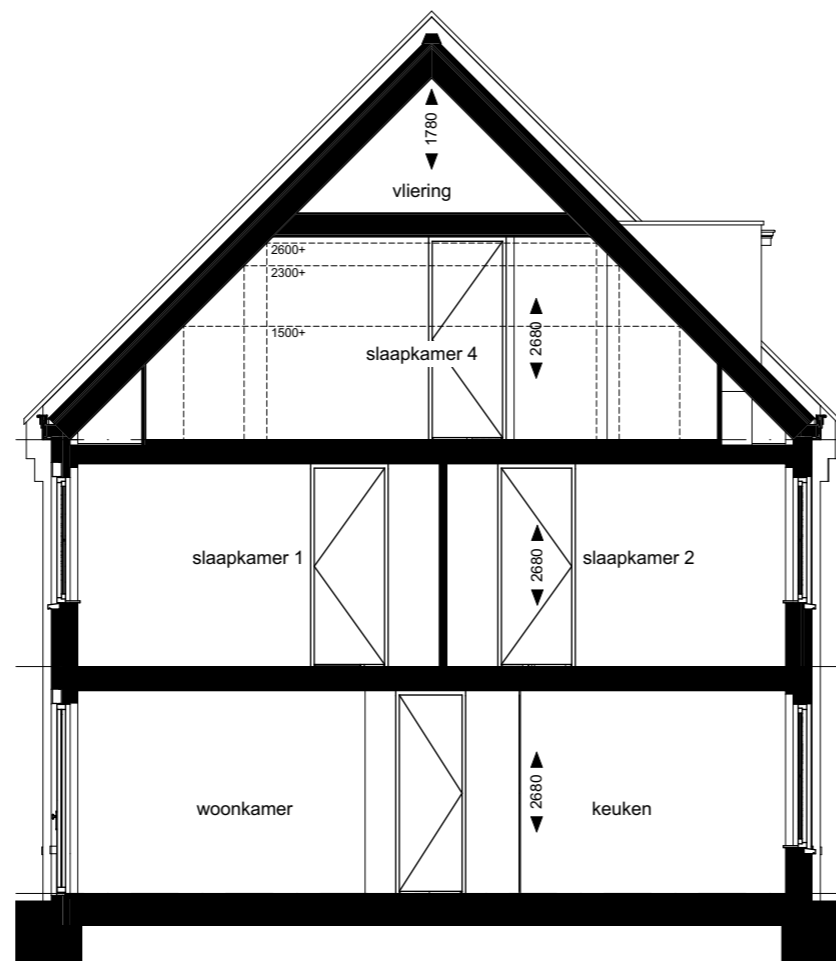 1780
vliering
2600+
2300+
1500+
slaapkamer 4
2680
slaapkamer 1
2680
slaapkamer 2
woonkamer
2680
keuken